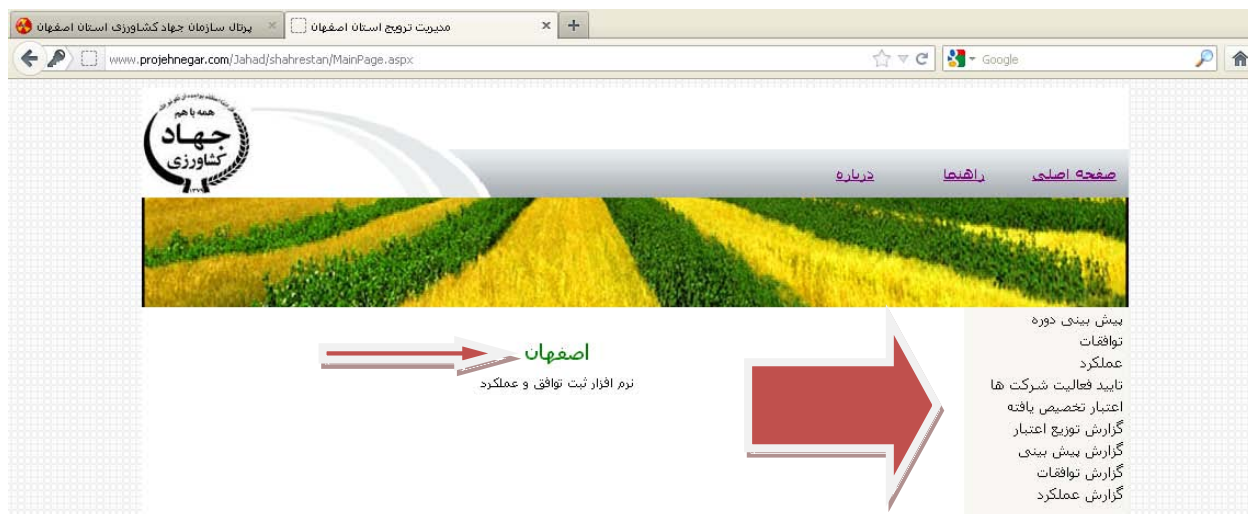 پرتال سازمان جهاد کشاورزی استان اصفهان
مدیریت ترویج استان اصفهان
www.projehnegar.com/Jahad/shahrestan/MainPage.aspx
Google
همه با هم
جهاد
کشاورزی
صفحه اصلی
راهنما
درباره
اصفهان
نرم افزار ثبت توافق و عملکرد
پیش بینی دوره
توافقات
عملکرد
تایید فعالیت شرکت ها
اعتبار تخصیص یافته
گزارش توزیع اعتبار
گزارش پیش بینی
گزارش توافقات
گزارش عملکرد